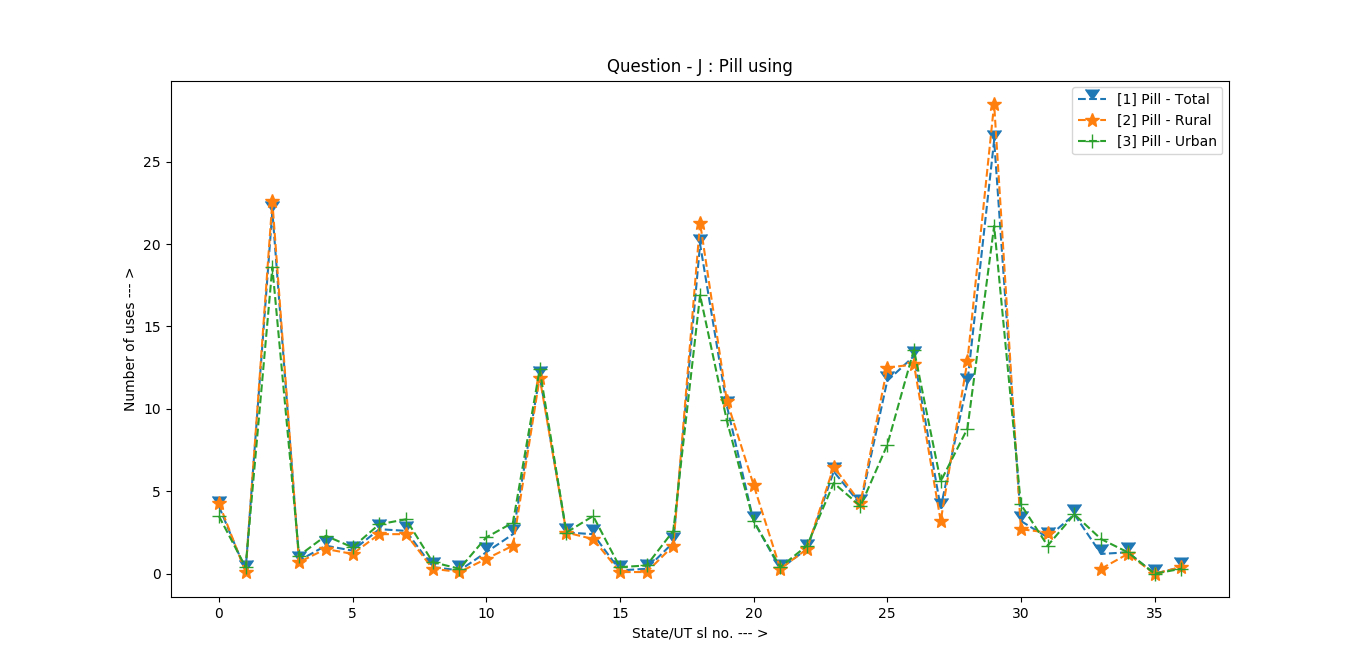 Question - J : Pill using
[1] Pill - Total
[2] Pill - Rural
[3] Pill - Urban
25
20
15
10
5
0
Number of uses --- >
0 5 10 15 20 25 30 35
State/UT sl no. --- >